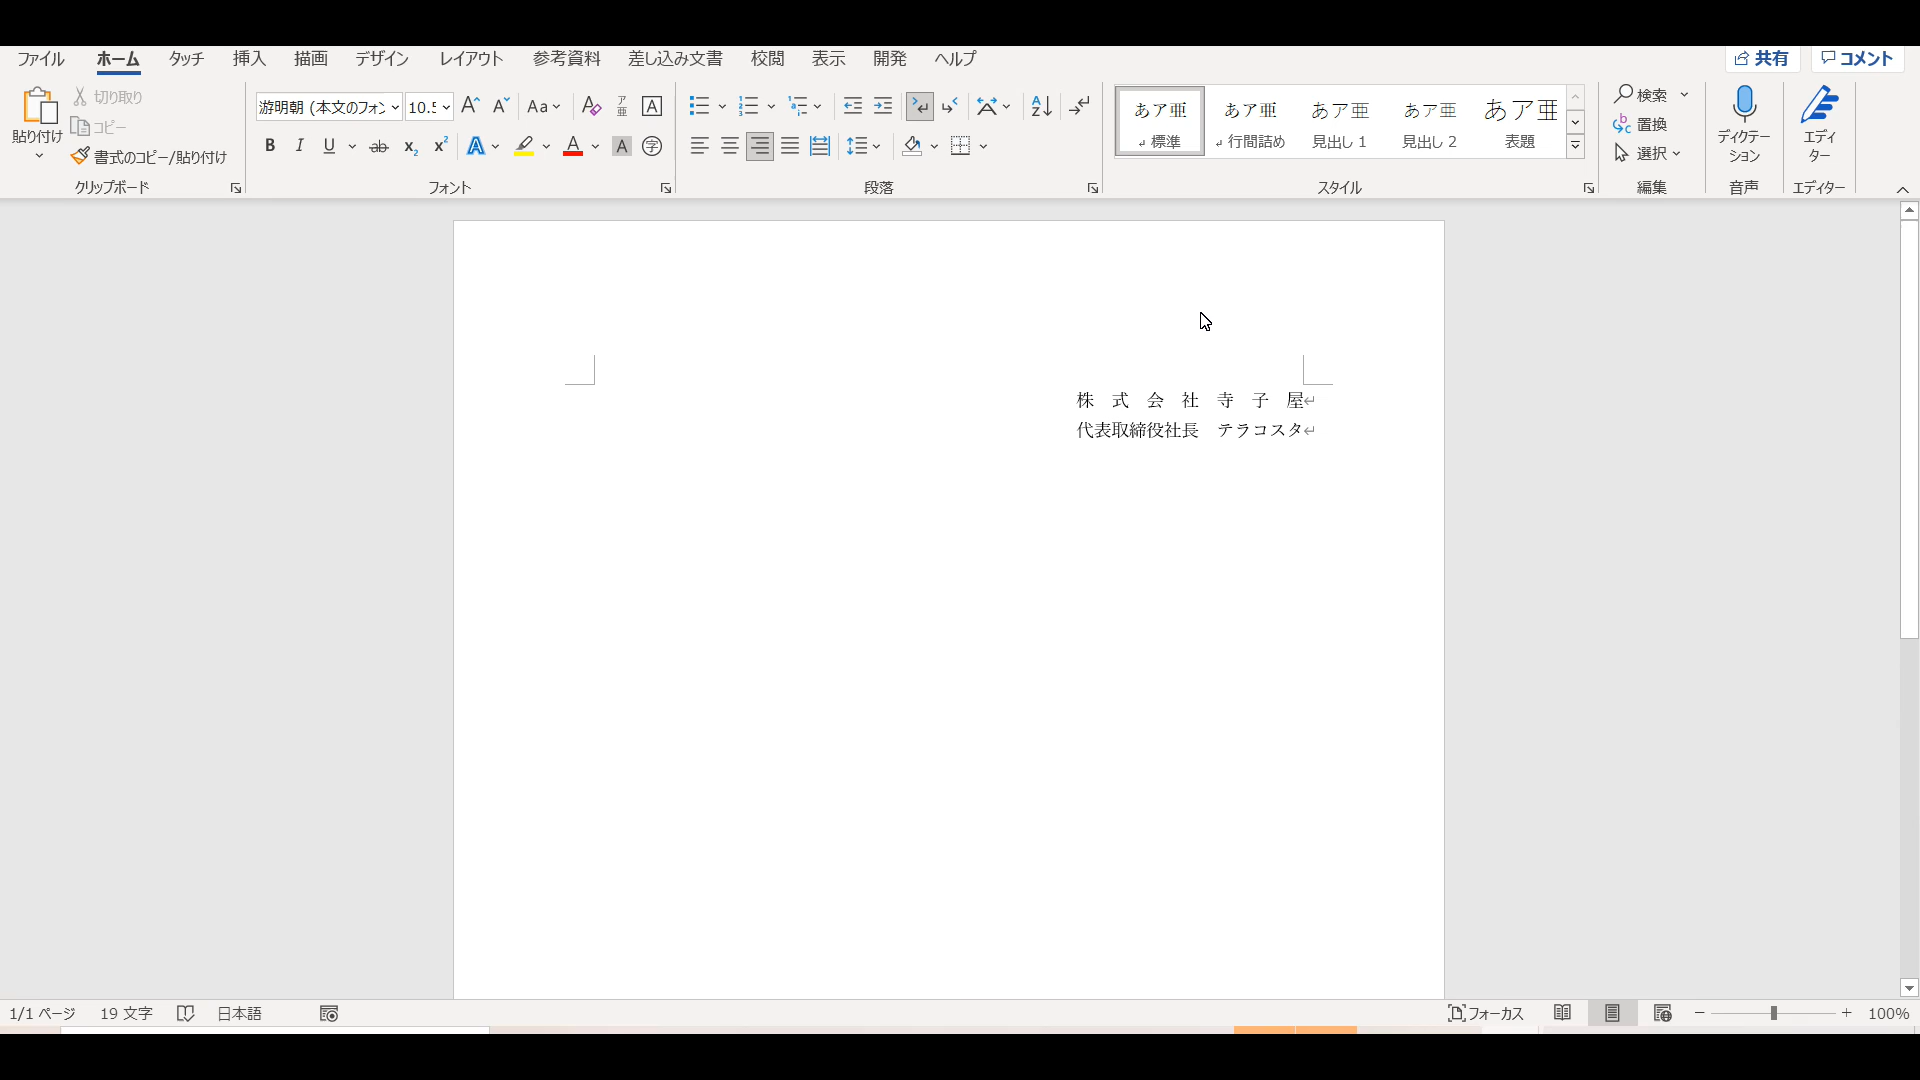 ファイル ホーム タッチ 挿入 描画 デザイン レイアウト 参考資料 差し込み文書 校閲 表示 開発 ヘルプ 共有 コメント
貼り付け
切り取り
コピー
書式のコピー/貼り付け
クリップボード
游明朝 (本文のフォン 10.5
Aa
ア亜
A
B I U ab x₂ x² A A A 字
フォント
段落
あア亜 標準
あア亜 行間詰め
あア亜 見出し 1
あア亜 見出し 2
あア亜 表題
スタイル
検索
置換
選択
編集
ディクテーション
音声
エディター
エディター
株　式　会　社　寺　子　屋
代表取締役社長　テラコスタ
1/1 ページ 19 文字 日本語 フォーカス 100%